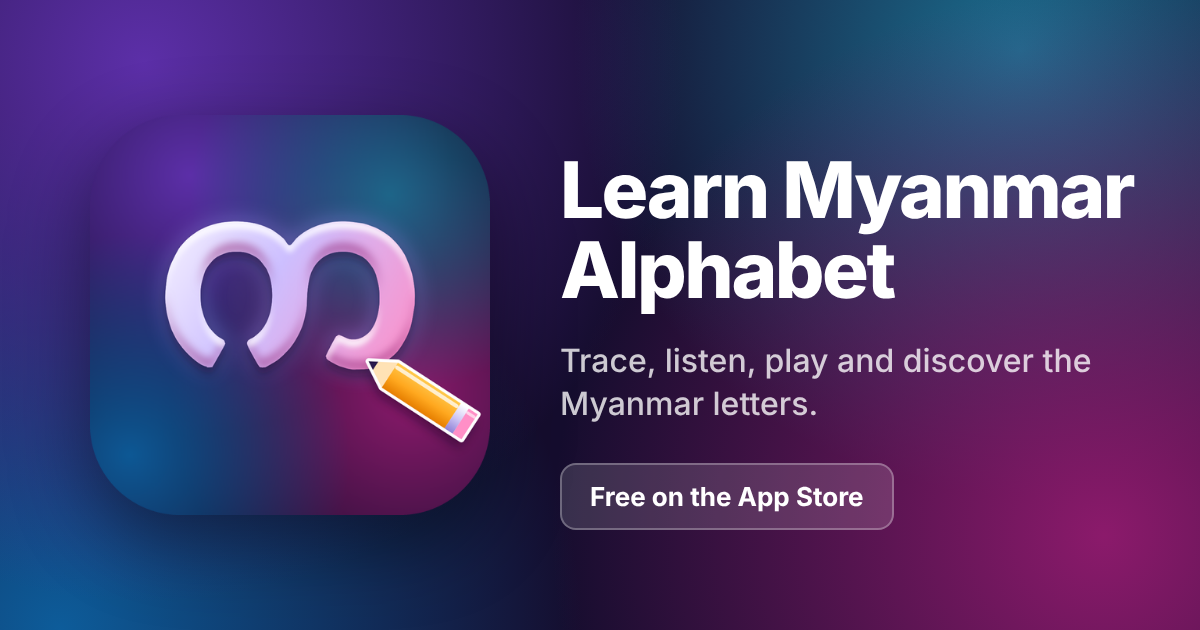 က
Learn Myanmar
Alphabet
Trace, listen, play and discover the
Myanmar letters.
Free on the App Store